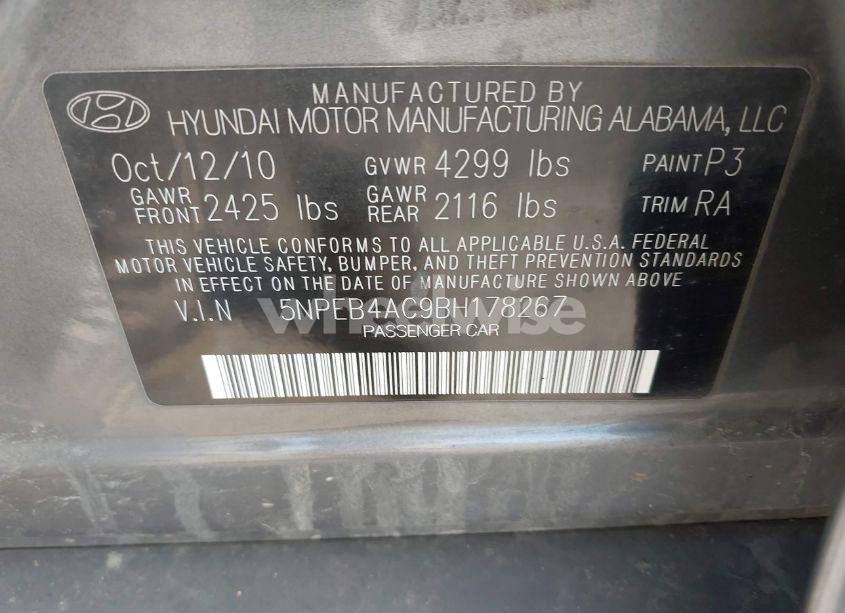 MANUFACTURED BY
HYUNDAI MOTOR MANUFACTURING ALABAMA, LLC
Oct/12/10 GVWR 4299 lbs PAINT P3
GAWR FRONT 2425 lbs GAWR REAR 2116 lbs TRIM RA
THIS VEHICLE CONFORMS TO ALL APPLICABLE U.S.A. FEDERAL
MOTOR VEHICLE SAFETY, BUMPER, AND THEFT PREVENTION STANDARDS
IN EFFECT ON THE DATE OF MANUFACTURE SHOWN ABOVE.
V.I.N 5NPEB4AC9BH178267
wheelwise
PASSENGER CAR